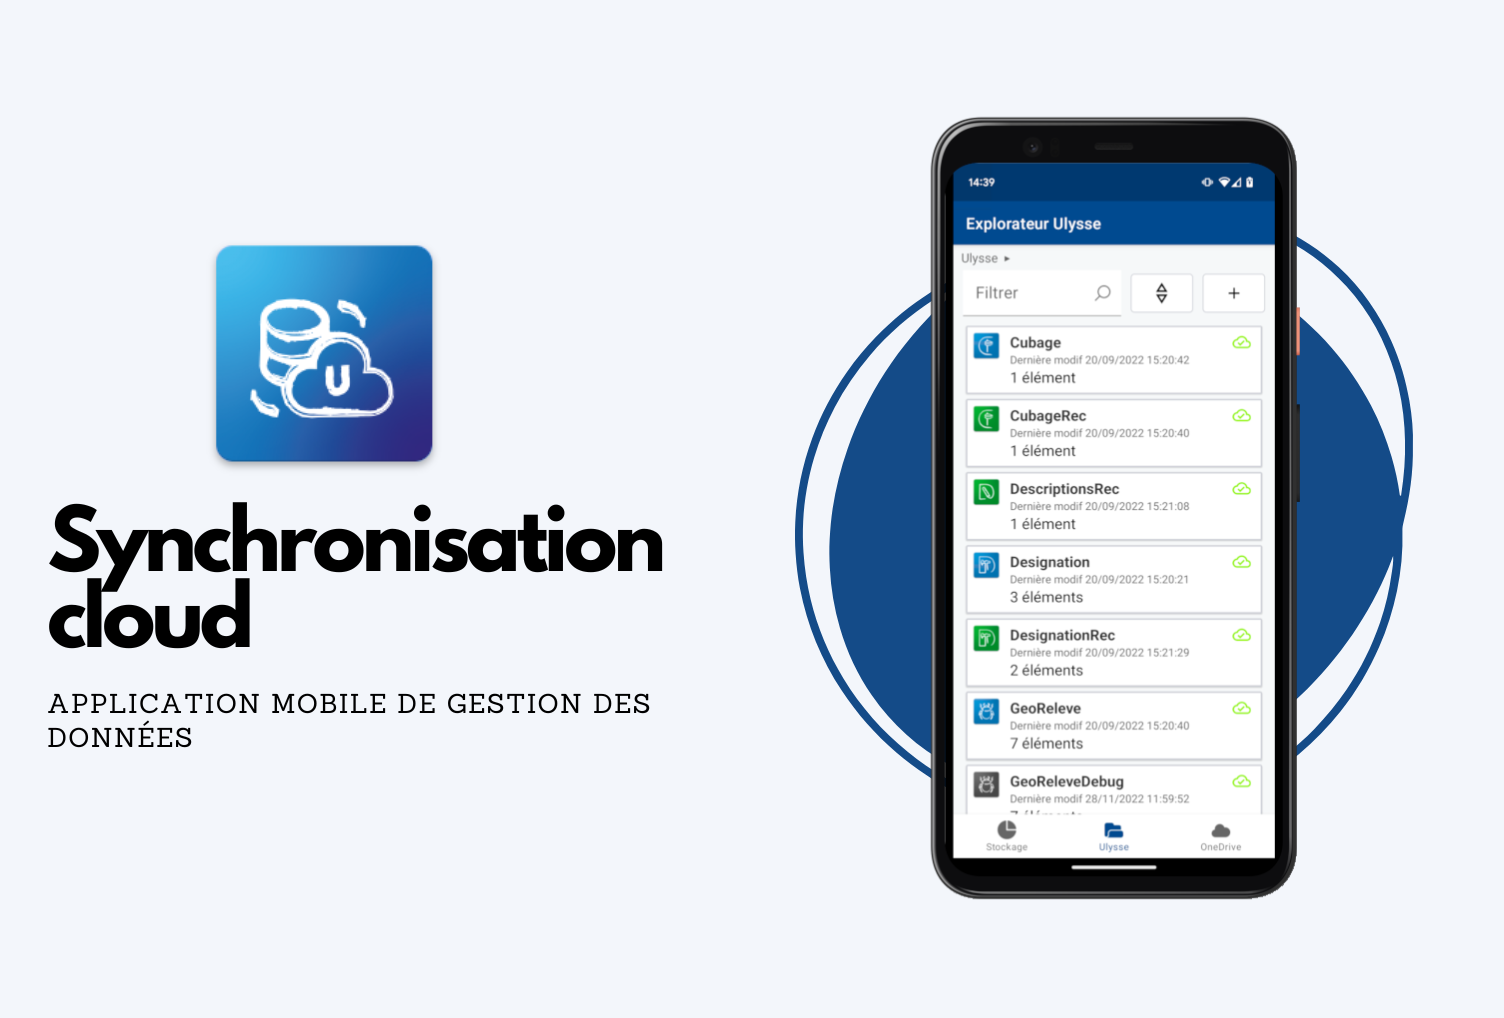 U
Synchronisation
cloud
APPLICATION MOBILE DE GESTION DES
DONNÉES
14:39
Explorateur Ulysse
Ulysse ▸
Filtrer
+
Cubage
Dernière modif 20/09/2022 15:20:42
1 élément
CubageRec
Dernière modif 20/09/2022 15:20:40
1 élément
DescriptionsRec
Dernière modif 20/09/2022 15:21:08
1 élément
Designation
Dernière modif 20/09/2022 15:20:21
3 éléments
DesignationRec
Dernière modif 20/09/2022 15:21:29
2 éléments
GeoReleve
Dernière modif 20/09/2022 15:20:40
7 éléments
GeoReleveDebug
Dernière modif 28/11/2022 11:59:52
Stockage
Ulysse
OneDrive